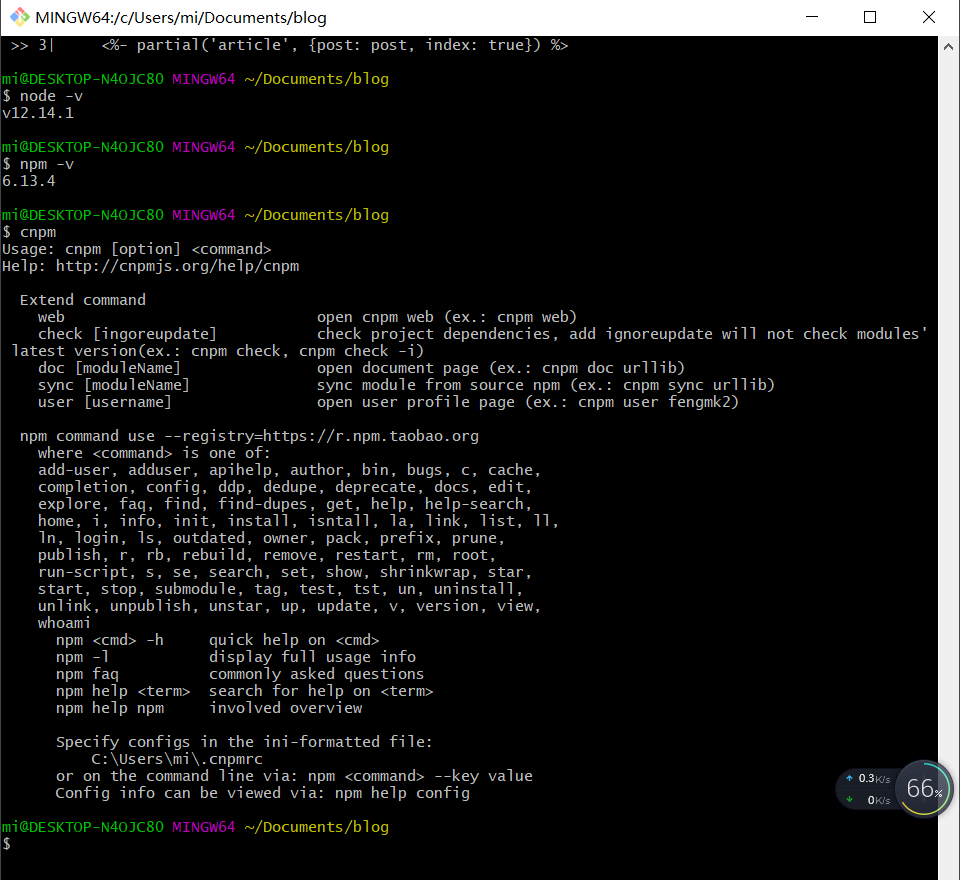 MINGW64:/c/Users/mi/Documents/blog
>> 3|     <%- partial('article', {post: post, index: true}) %>
mi@DESKTOP-N4OJC8O MINGW64 ~/Documents/blog
$ node -v
v12.14.1
mi@DESKTOP-N4OJC8O MINGW64 ~/Documents/blog
$ npm -v
6.13.4
mi@DESKTOP-N4OJC8O MINGW64 ~/Documents/blog
$ cnpm
Usage: cnpm [option] <command>
Help: http://cnpmjs.org/help/cnpm
Extend command
web                            open cnpm web (ex.: cnpm web)
check [ingoreupdate]           check project dependencies, add ignoreupdate will not check modules'
latest version(ex.: cnpm check, cnpm check -i)
doc [moduleName]               open document page (ex.: cnpm doc urllib)
sync [moduleName]              sync module from source npm (ex.: cnpm sync urllib)
user [username]                open user profile page (ex.: cnpm user fengmk2)
npm command use --registry=https://r.npm.taobao.org
where <command> is one of:
add-user, adduser, apihelp, author, bin, bugs, c, cache,
completion, config, ddp, dedupe, deprecate, docs, edit,
explore, faq, find, find-dupes, get, help, help-search,
home, i, info, init, install, isntall, la, link, list, ll,
ln, login, ls, outdated, owner, pack, prefix, prune,
publish, r, rb, rebuild, remove, restart, rm, root,
run-script, s, se, search, set, show, shrinkwrap, star,
start, stop, submodule, tag, test, tst, un, uninstall,
unlink, unpublish, unstar, up, update, v, version, view,
whoami
npm <cmd> -h     quick help on <cmd>
npm -l           display full usage info
npm faq          commonly asked questions
npm help <term>  search for help on <term>
npm help npm     involved overview
Specify configs in the ini-formatted file:
C:\Users\mi\.cnpmrc
or on the command line via: npm <command> --key value
Config info can be viewed via: npm help config
mi@DESKTOP-N4OJC8O MINGW64 ~/Documents/blog
$
0.3K/s
0K/s
66%